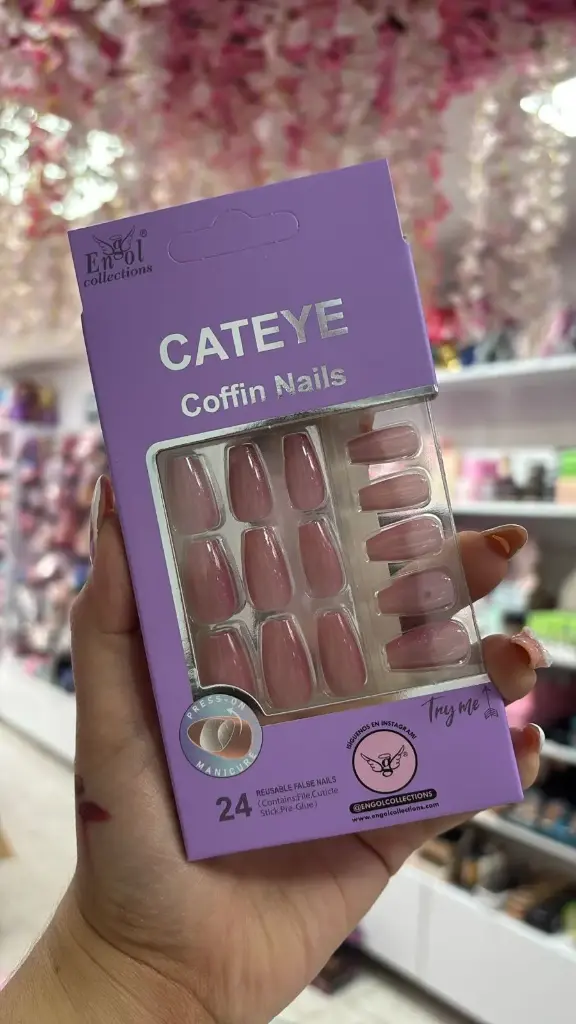 Engol®
collections
CATEYE
Coffin Nails
Try me
PRESS-ON
MANICURE
24
REUSABLE FALSE NAILS
(Contains:File,Cuticle
Stick,Pre-Glue)
SÍGUENOS EN INSTAGRAM!
g
@ENGOLCOLLECTIONS
www.engolcollections.com